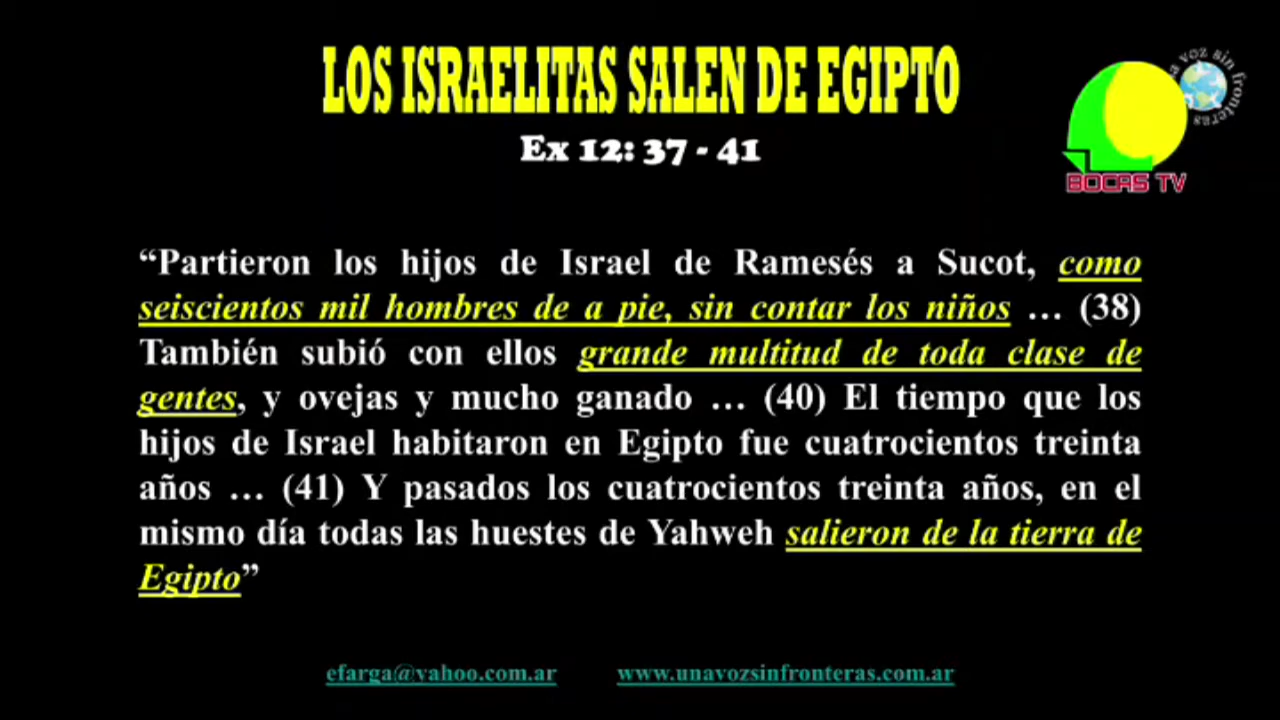 LOS ISRAELITAS SALEN DE EGIPTO
Ex 12: 37 - 41
a voz sin fronteras
BOCAS TV
“Partieron los hijos de Israel de Ramesés a Sucot, como
seiscientos mil hombres de a pie, sin contar los niños … (38)
También subió con ellos grande multitud de toda clase de
gentes, y ovejas y mucho ganado … (40) El tiempo que los
hijos de Israel habitaron en Egipto fue cuatrocientos treinta
años … (41) Y pasados los cuatrocientos treinta años, en el
mismo día todas las huestes de Yahweh salieron de la tierra de
Egipto”
efarga@yahoo.com.ar www.unavozsinfronteras.com.ar